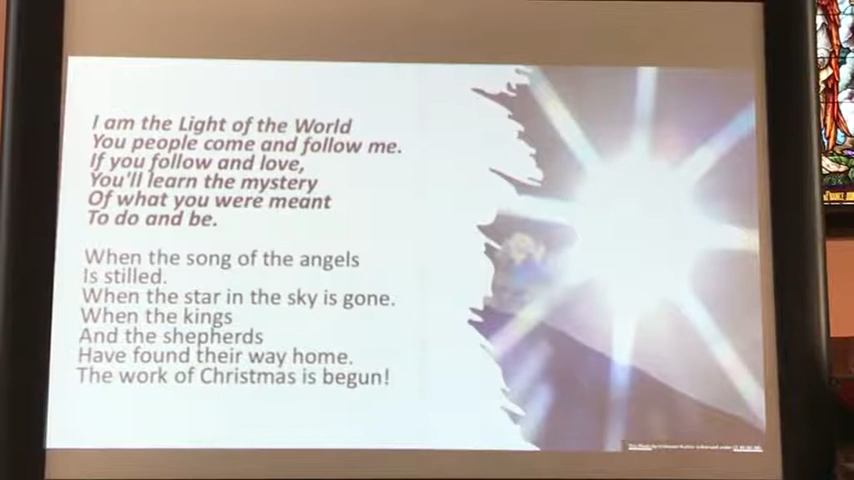 I am the Light of the World
You people come and follow me.
If you follow and love,
You'll learn the mystery
Of what you were meant
To do and be.
When the song of the angels
Is stilled.
When the star in the sky is gone.
When the kings
And the shepherds
Have found their way home.
The work of Christmas is begun!